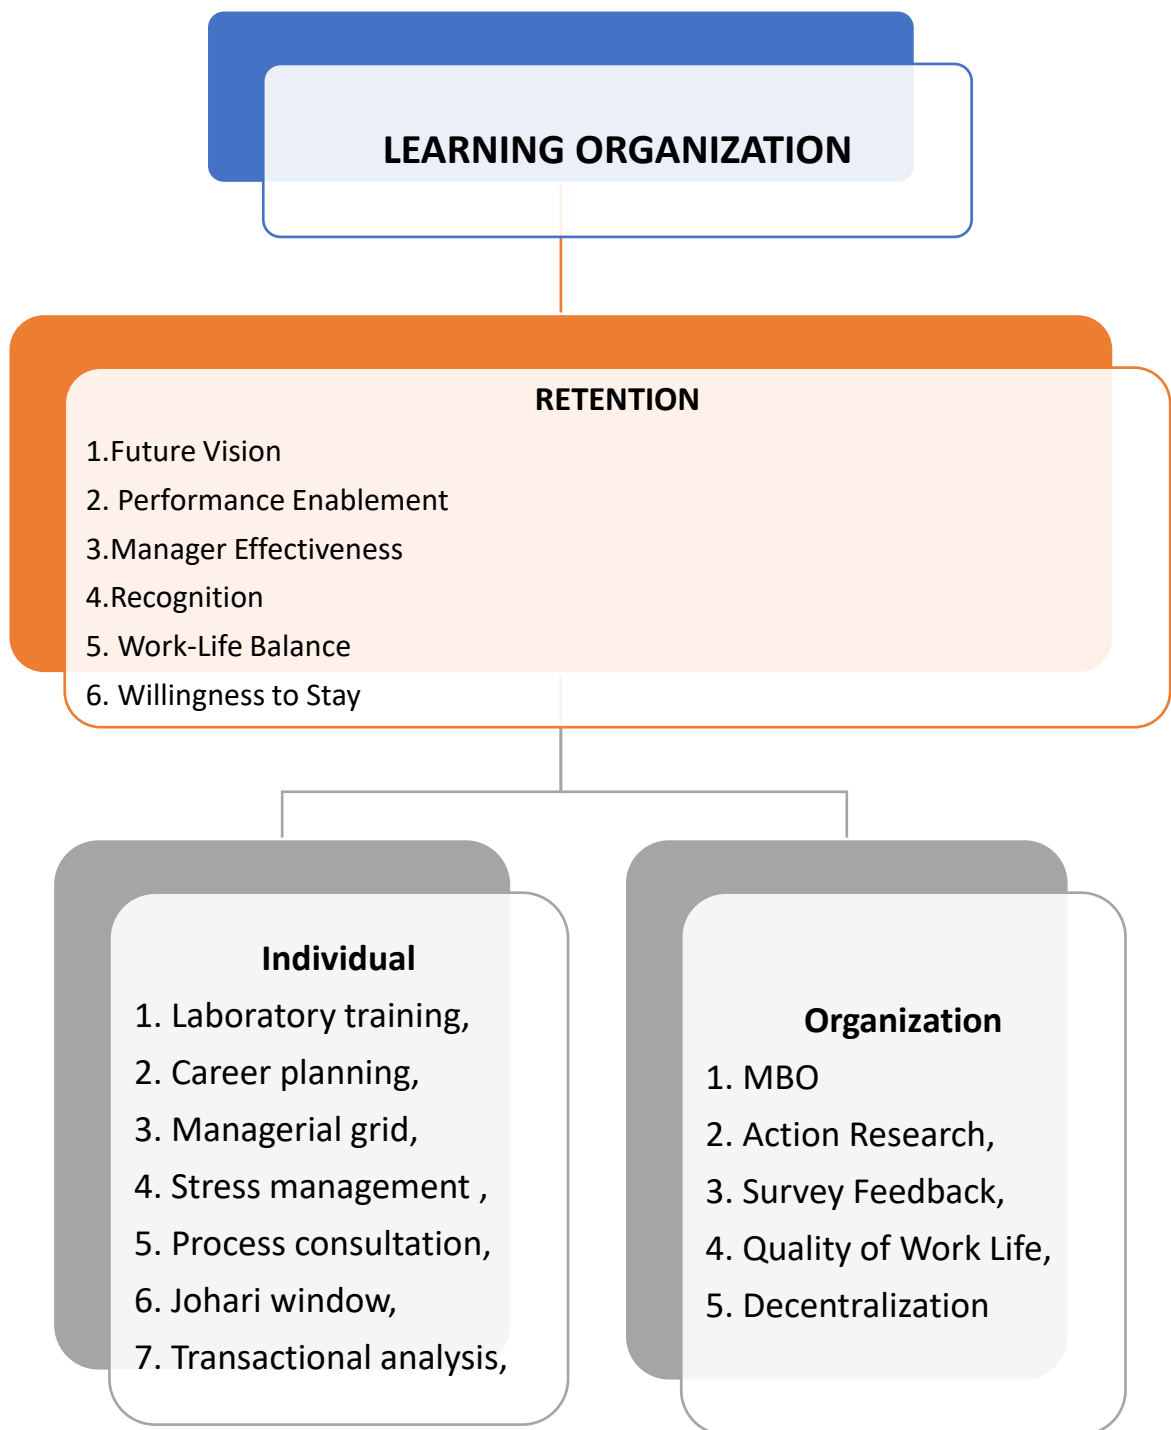 LEARNING ORGANIZATION
RETENTION
1.Future Vision
2. Performance Enablement
3.Manager Effectiveness
4.Recognition
5. Work-Life Balance
6. Willingness to Stay
Individual
1. Laboratory training,
2. Career planning,
3. Managerial grid,
4. Stress management ,
5. Process consultation,
6. Johari window,
7. Transactional analysis,
Organization
1. MBO
2. Action Research,
3. Survey Feedback,
4. Quality of Work Life,
5. Decentralization